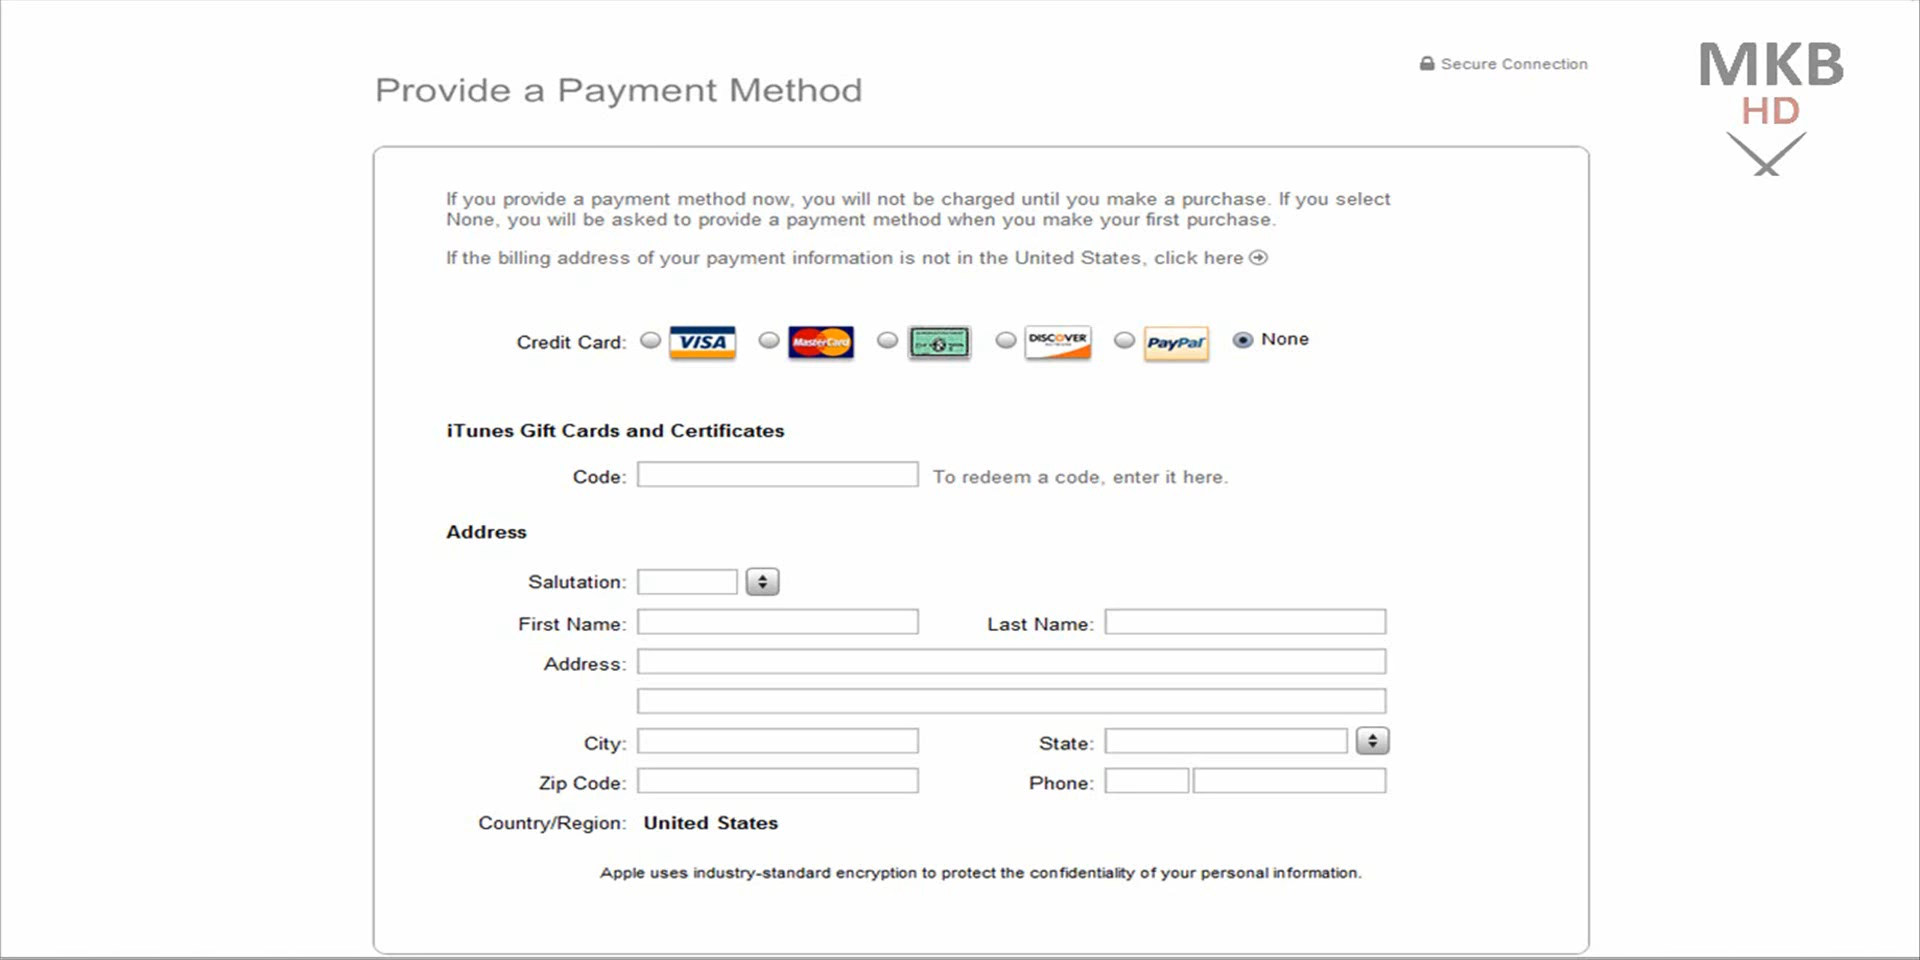 MKB
HD
Secure Connection
Provide a Payment Method
If you provide a payment method now, you will not be charged until you make a purchase. If you select
None, you will be asked to provide a payment method when you make your first purchase.
If the billing address of your payment information is not in the United States, click here
Credit Card: VISA MasterCard DISCOVER PayPal None
iTunes Gift Cards and Certificates
Code: To redeem a code, enter it here.
Address
Salutation:
First Name: Last Name:
Address:
City: State:
Zip Code: Phone:
Country/Region: United States
Apple uses industry-standard encryption to protect the confidentiality of your personal information.